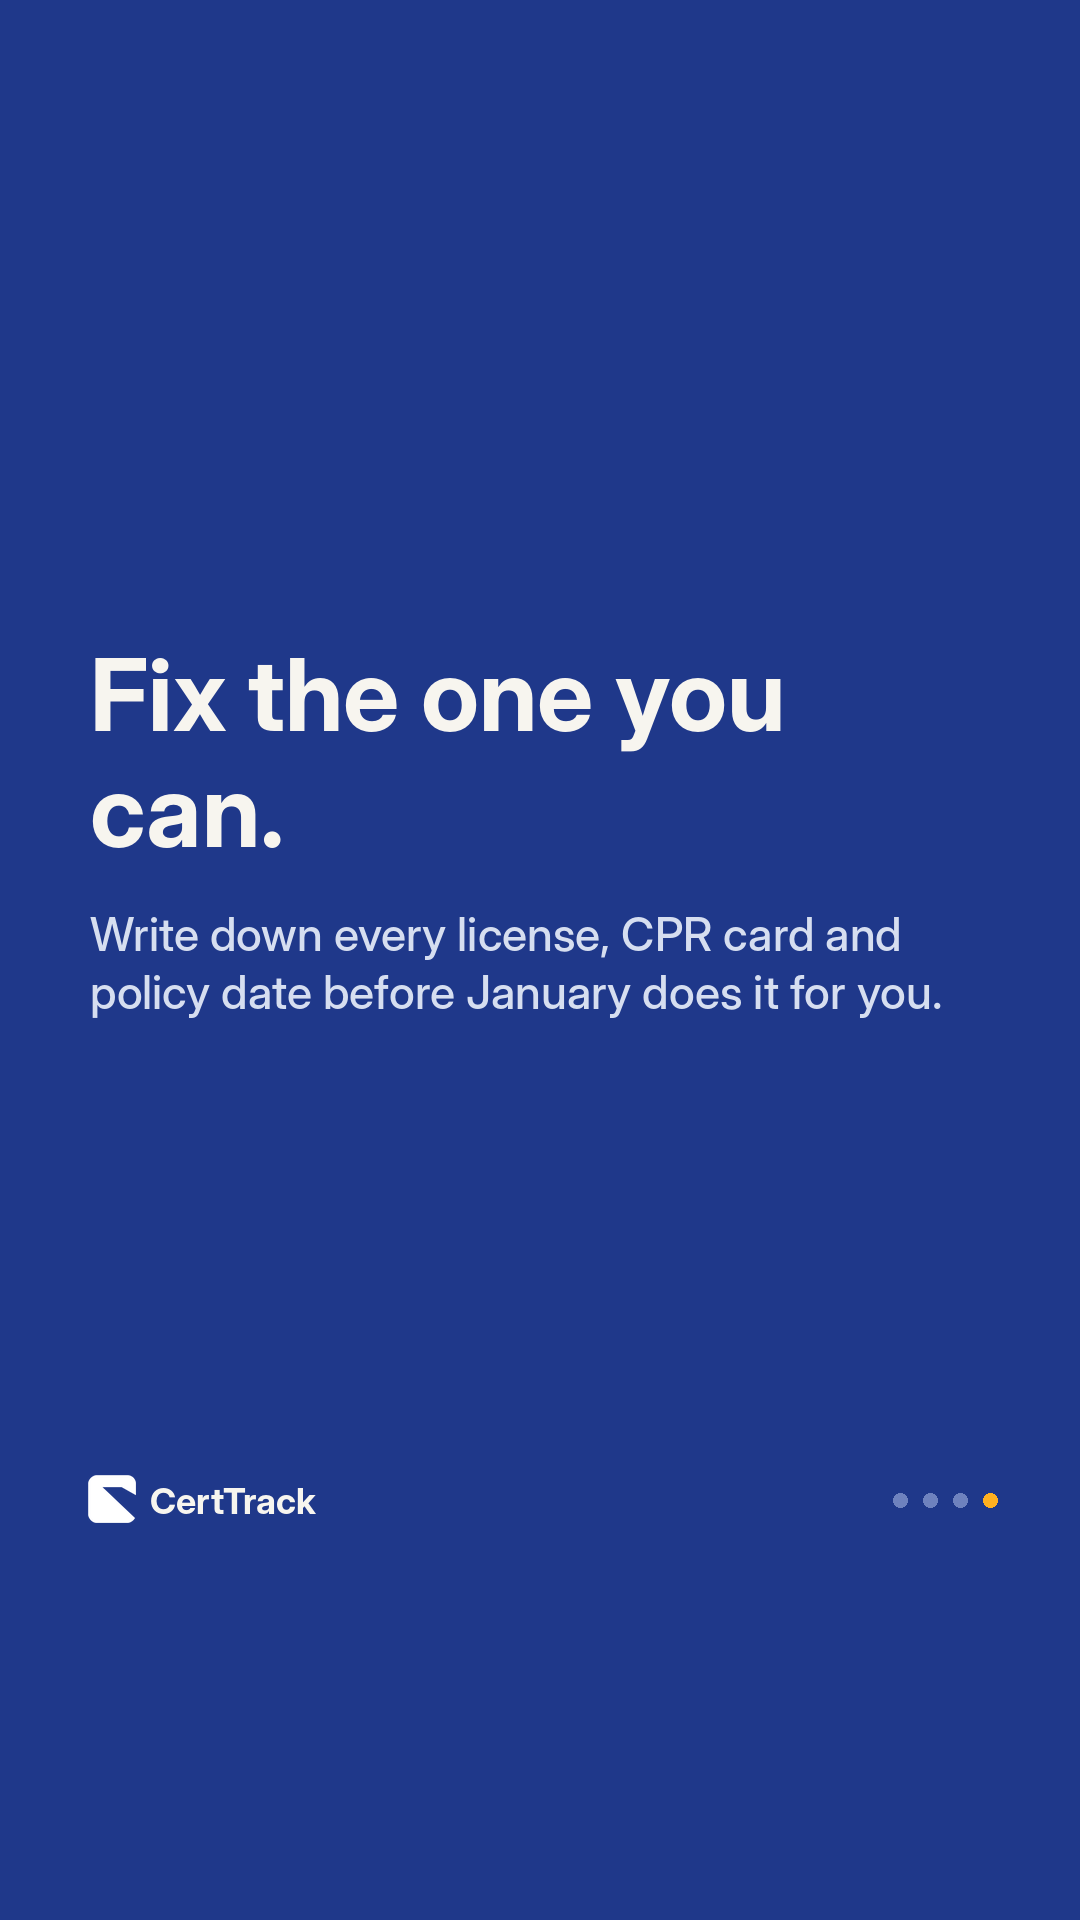 Fix the one you
can.
Write down every license, CPR card and
policy date before January does it for you.
CertTrack